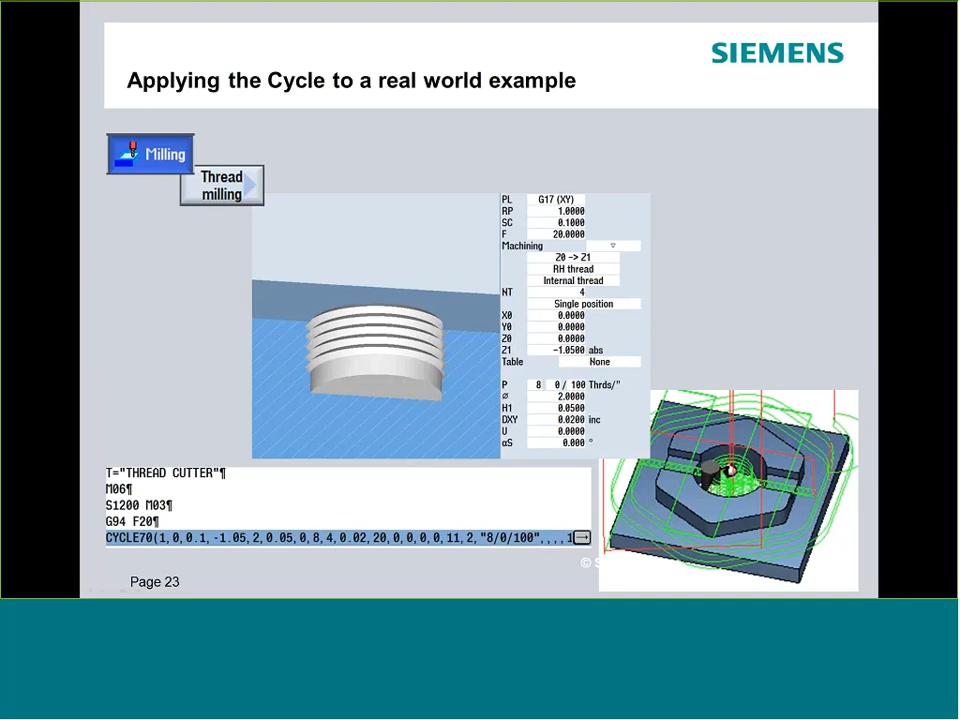 SIEMENS
Applying the Cycle to a real world example
Milling
Thread
milling
PL G17 (XY)
RP 1.0000
SC 0.1000
F 20.0000
Machining ▽
Z0 -> Z1
RH thread
Internal thread
NT 4
Single position
X0 0.0000
Y0 0.0000
Z0 0.0000
Z1 -1.0500 abs
Table None
P 8 0 / 100 Thrds/"
⌀ 2.0000
H1 0.0500
DXY 0.0200 inc
U 0.0000
αS 0.000 °
T="THREAD CUTTER"¶
M06¶
S1200 M03¶
G94 F20¶
CYCLE70(1,0,0.1,-1.05,2,0.05,0,8,4,0.02,20,0,0,0,0,11,2,"8/0/100",,,,1
© S
Page 23